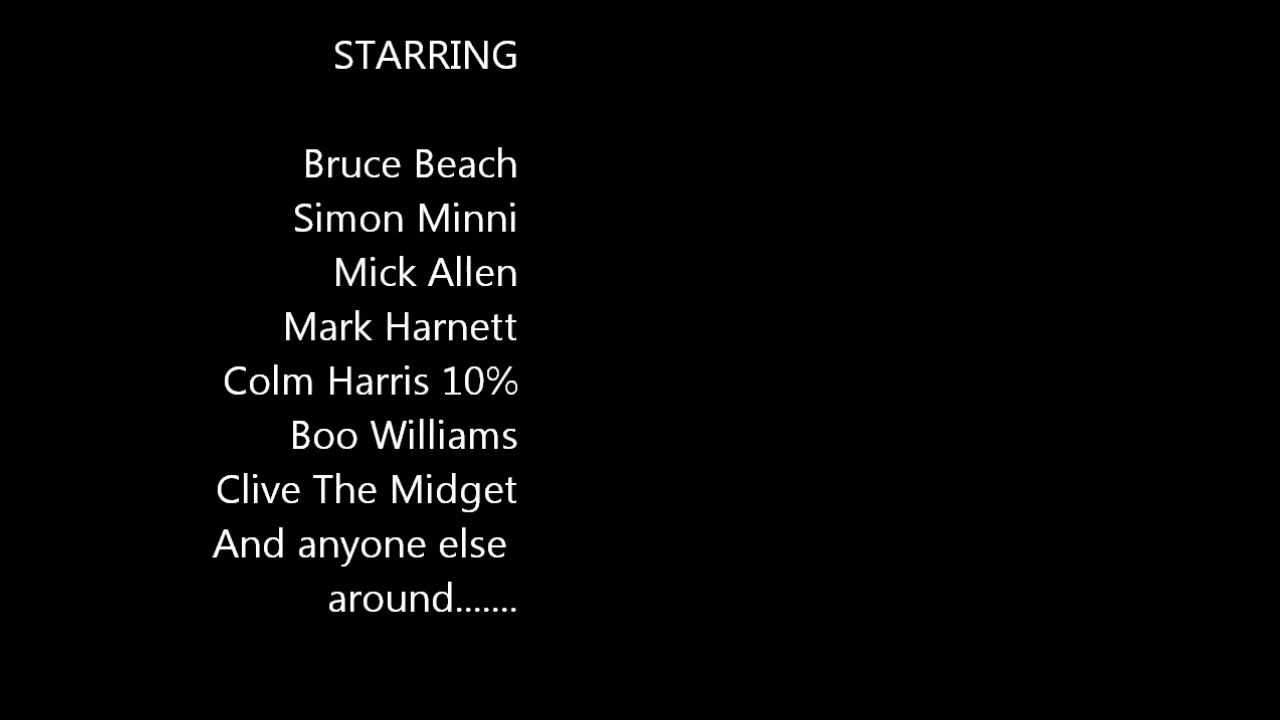 STARRING
Bruce Beach
Simon Minni
Mick Allen
Mark Harnett
Colm Harris 10%
Boo Williams
Clive The Midget
And anyone else
around.......